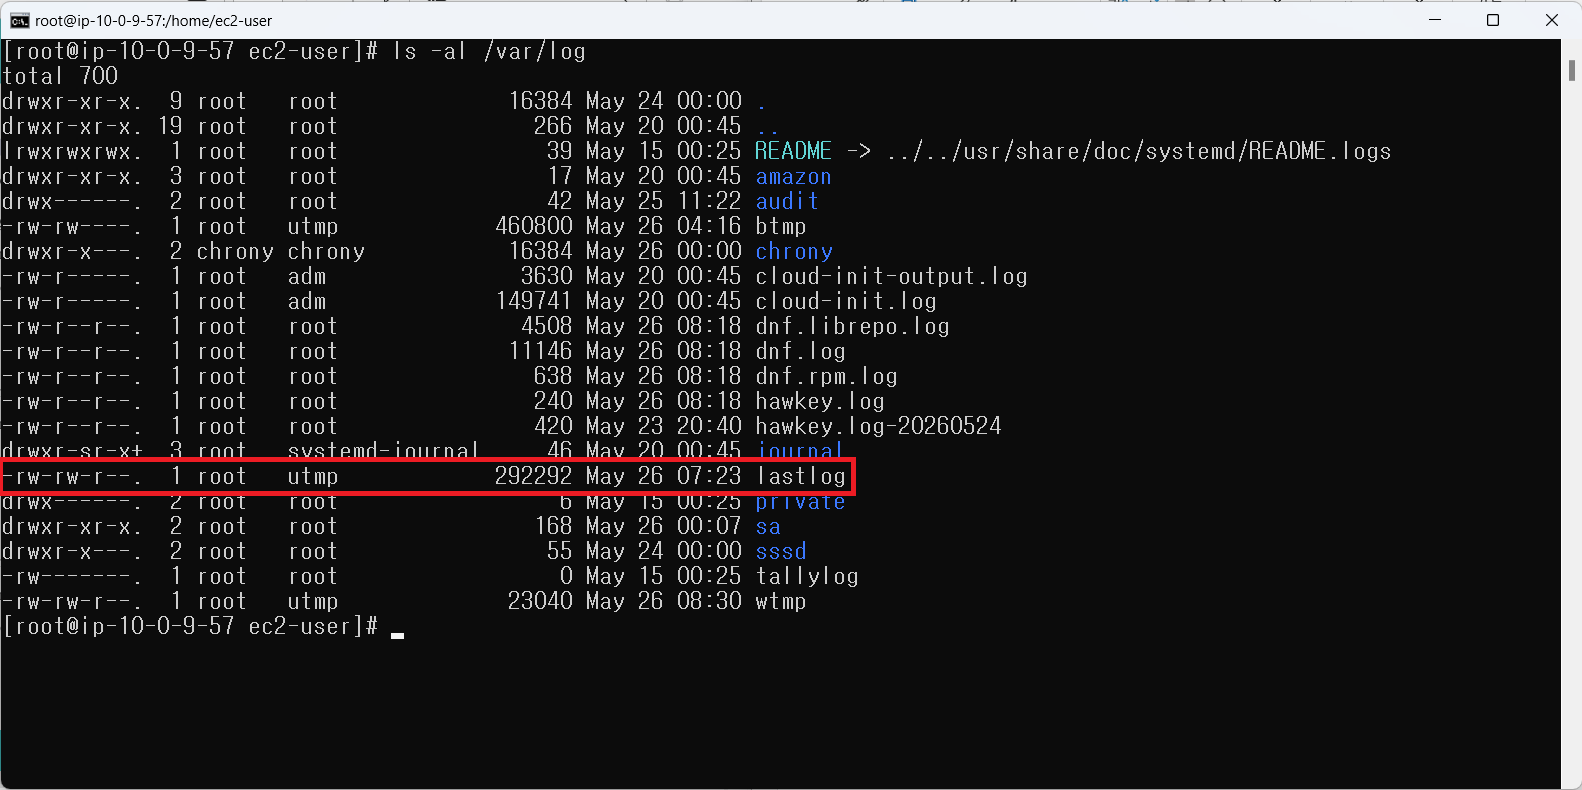 root@ip-10-0-9-57:/home/ec2-user
[root@ip-10-0-9-57 ec2-user]# ls -al /var/log
total 700
drwxr-xr-x.  9 root   root             16384 May 24 00:00 .
drwxr-xr-x. 19 root   root               266 May 20 00:45 ..
lrwxrwxrwx.  1 root   root                39 May 15 00:25 README -> ../../usr/share/doc/systemd/README.logs
drwxr-xr-x.  3 root   root                17 May 20 00:45 amazon
drwx------.  2 root   root                42 May 25 11:22 audit
-rw-rw----.  1 root   utmp            460800 May 26 04:16 btmp
drwxr-x---.  2 chrony chrony           16384 May 26 00:00 chrony
-rw-r-----.  1 root   adm               3630 May 20 00:45 cloud-init-output.log
-rw-r-----.  1 root   adm             149741 May 20 00:45 cloud-init.log
-rw-r--r--.  1 root   root              4508 May 26 08:18 dnf.librepo.log
-rw-r--r--.  1 root   root             11146 May 26 08:18 dnf.log
-rw-r--r--.  1 root   root               638 May 26 08:18 dnf.rpm.log
-rw-r--r--.  1 root   root               240 May 26 08:18 hawkey.log
-rw-r--r--.  1 root   root               420 May 23 20:40 hawkey.log-20260524
drwxr-sr-x+  3 root   systemd-journal     46 May 20 00:45 journal
-rw-rw-r--.  1 root   utmp            292292 May 26 07:23 lastlog
drwx------.  2 root   root                 6 May 15 00:25 private
drwxr-xr-x.  2 root   root               168 May 26 00:07 sa
drwxr-x---.  2 root   root                55 May 24 00:00 sssd
-rw-------.  1 root   root                 0 May 15 00:25 tallylog
-rw-rw-r--.  1 root   utmp             23040 May 26 08:30 wtmp
[root@ip-10-0-9-57 ec2-user]#